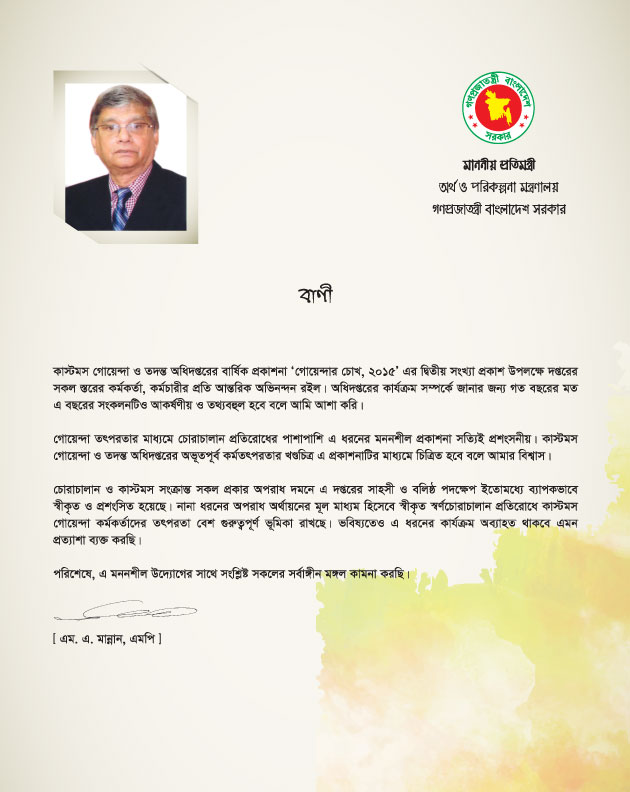 গণপ্রজাতন্ত্রী বাংলাদেশ
সরকার
মাননীয় প্রতিমন্ত্রী
অর্থ ও পরিকল্পনা মন্ত্রণালয়
গণপ্রজাতন্ত্রী বাংলাদেশ সরকার
বাণী
কাস্টমস গোয়েন্দা ও তদন্ত অধিদপ্তরের বার্ষিক প্রকাশনা ‘গোয়েন্দার চোখ, ২০১৫’ এর দ্বিতীয় সংখ্যা প্রকাশ উপলক্ষে দপ্তরের
সকল স্তরের কর্মকর্তা, কর্মচারীর প্রতি আন্তরিক অভিনন্দন রইল। অধিদপ্তরের কার্যক্রম সম্পর্কে জানার জন্য গত বছরের মত
এ বছরের সংকলনটিও আকর্ষণীয় ও তথ্যবহুল হবে বলে আমি আশা করি।
গোয়েন্দা তৎপরতার মাধ্যমে চোরাচালান প্রতিরোধের পাশাপাশি এ ধরনের মননশীল প্রকাশনা সত্যিই প্রশংসনীয়। কাস্টমস
গোয়েন্দা ও তদন্ত অধিদপ্তরের অভূতপূর্ব কর্মতৎপরতার খণ্ডচিত্র এ প্রকাশনাটির মাধ্যমে চিত্রিত হবে বলে আমার বিশ্বাস।
চোরাচালান ও কাস্টমস সংক্রান্ত সকল প্রকার অপরাধ দমনে এ দপ্তরের সাহসী ও বলিষ্ঠ পদক্ষেপ ইতোমধ্যে ব্যাপকভাবে
স্বীকৃত ও প্রশংসিত হয়েছে। নানা ধরনের অপরাধ অর্থায়নের মূল মাধ্যম হিসেবে স্বীকৃত স্বর্ণচোরাচালান প্রতিরোধে কাস্টমস
গোয়েন্দা কর্মকর্তাদের তৎপরতা বেশ গুরুত্বপূর্ণ ভূমিকা রাখছে। ভবিষ্যতেও এ ধরনের কার্যক্রম অব্যাহত থাকবে এমন
প্রত্যাশা ব্যক্ত করছি।
পরিশেষে, এ মননশীল উদ্যোগের সাথে সংশ্লিষ্ট সকলের সর্বাঙ্গীন মঙ্গল কামনা করছি।
[ এম. এ. মান্নান, এমপি ]